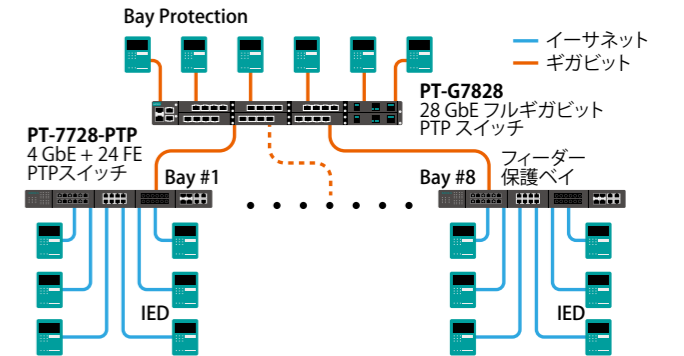 Bay Protection
イーサネット
ギガビット
PT-G7828
28 GbE フルギガビット
PTP スイッチ
PT-7728-PTP
4 GbE + 24 FE
PTPスイッチ
Bay #1
Bay #8
フィーダー
保護ベイ
IED
IED